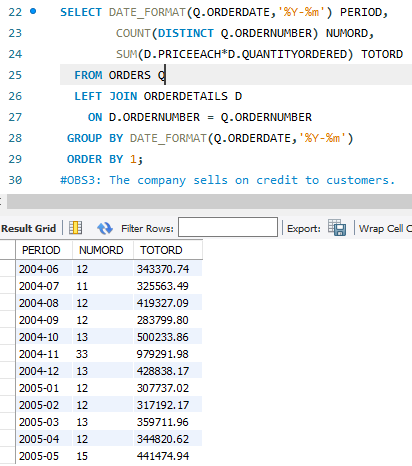 22 SELECT DATE_FORMAT(Q.ORDERDATE,'%Y-%m') PERIOD,
23 COUNT(DISTINCT Q.ORDERNUMBER) NUMORD,
24 SUM(D.PRICEEACH*D.QUANTITYORDERED) TOTORD
25 FROM ORDERS Q
26 LEFT JOIN ORDERDETAILS D
27 ON D.ORDERNUMBER = Q.ORDERNUMBER
28 GROUP BY DATE_FORMAT(Q.ORDERDATE,'%Y-%m')
29 ORDER BY 1;
30 #OBS3: The company sells on credit to customers.
Result Grid Filter Rows: Export: Wrap Cell C
PERIOD NUMORD TOTORD
2004-06 12 343370.74
2004-07 11 325563.49
2004-08 12 419327.09
2004-09 12 283799.80
2004-10 13 500233.86
2004-11 33 979291.98
2004-12 13 428838.17
2005-01 12 307737.02
2005-02 12 317192.17
2005-03 13 359711.96
2005-04 12 344820.62
2005-05 15 441474.94